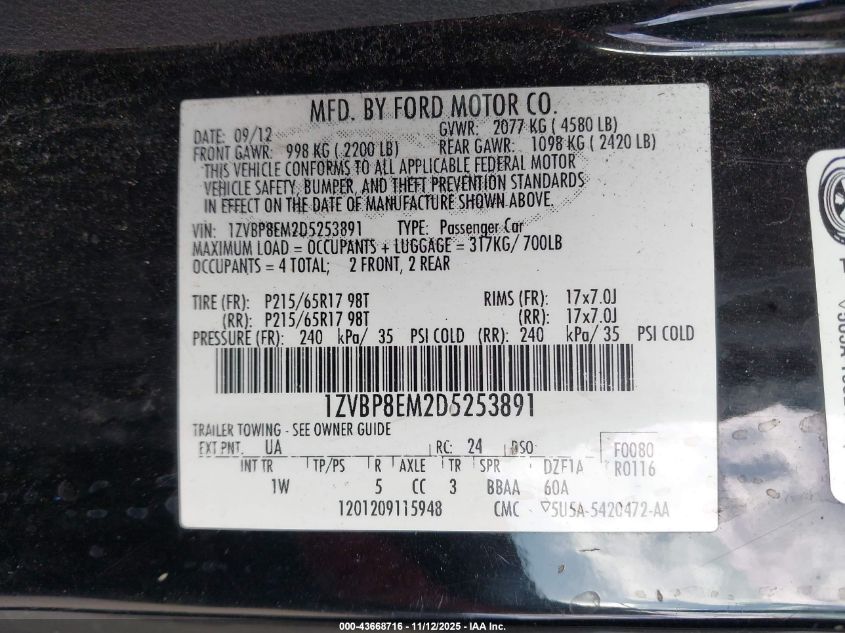 MFD. BY FORD MOTOR CO.
DATE: 09/12 GVWR: 2077 KG ( 4580 LB)
FRONT GAWR: 998 KG ( 2200 LB) REAR GAWR: 1098 KG ( 2420 LB)
THIS VEHICLE CONFORMS TO ALL APPLICABLE FEDERAL MOTOR
VEHICLE SAFETY, BUMPER, AND THEFT PREVENTION STANDARDS
IN EFFECT ON THE DATE OF MANUFACTURE SHOWN ABOVE.
VIN: 1ZVBP8EM2D5253891 TYPE: Passenger Car
MAXIMUM LOAD = OCCUPANTS + LUGGAGE = 317KG/ 700LB
OCCUPANTS = 4 TOTAL; 2 FRONT, 2 REAR
TIRE (FR): P215/65R17 98T RIMS (FR): 17x7.0J
(RR): P215/65R17 98T (RR): 17x7.0J
PRESSURE (FR): 240 kPa/ 35 PSI COLD (RR): 240 kPa/ 35 PSI COLD
1ZVBP8EM2D5253891
TRAILER TOWING - SEE OWNER GUIDE
EXT PNT: UA RC: 24 DSO: F0080
INT TR TP/PS R AXLE TR SPR DZF1A R0116
1W 5 CC 3 BBAA 60A
1201209115948 CMC ▽5U5A-5420472-AA
000-43668716 - 11/12/2025 - IAA Inc.